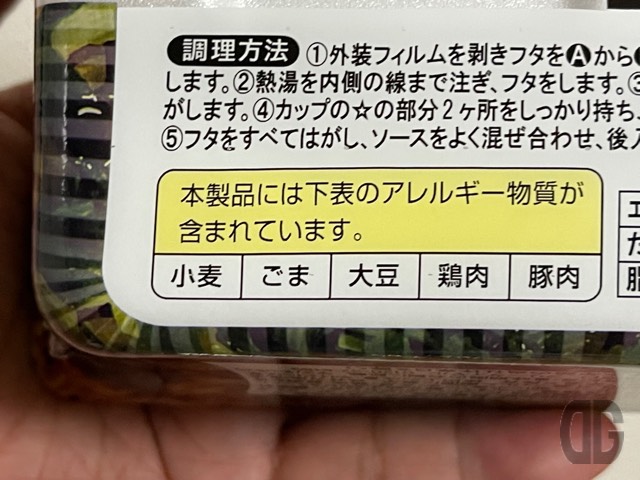 調理方法 ①外装フィルムを剥きフタをⒶから
します。②熱湯を内側の線まで注ぎ、フタをします。③
がします。④カップの☆の部分2ヶ所をしっかり持ち、
⑤フタをすべてはがし、ソースをよく混ぜ合わせ、後入
本製品には下表のアレルギー物質が
含まれています。
小麦 ごま 大豆 鶏肉 豚肉
エ
た
脂
DG